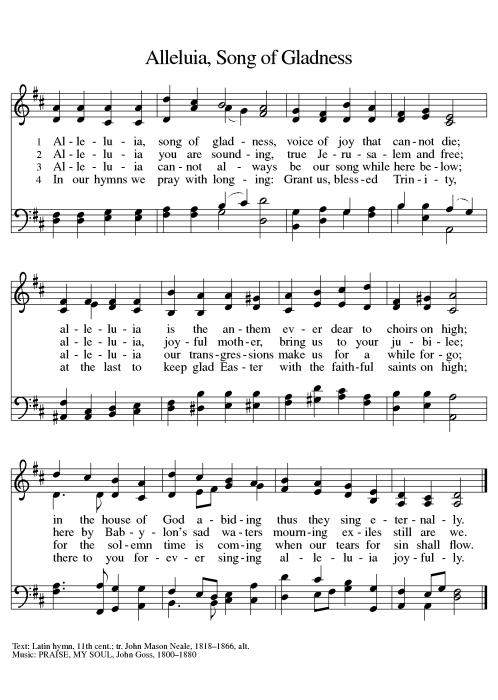 Alleluia, Song of Gladness
1 Al - le - lu - ia, song of glad - ness, voice of joy that can - not die;
2 Al - le - lu - ia you are sound - ing, true Je - ru - sa - lem and free;
3 Al - le - lu - ia can - not al - ways be our song while here be - low;
4 In our hymns we pray with long - ing: Grant us, bless - ed Trin - i - ty,
al - le - lu - ia is the an - them ev - er dear to choirs on high;
al - le - lu - ia, joy - ful moth - er, bring us to your ju - bi - lee;
al - le - lu - ia our trans - gres - sions make us for a while for - go;
at the last to keep glad Eas - ter with the faith - ful saints on high;
in the house of God a - bid - ing thus they sing e - ter - nal - ly.
here by Bab - y - lon's sad wa - ters mourn - ing ex - iles still are we.
for the sol - emn time is com - ing when our tears for sin shall flow.
there to you for - ev - er sing - ing al - le - lu - ia joy - ful - ly.
Text: Latin hymn, 11th cent.; tr. John Mason Neale, 1818–1866, alt.
Music: PRAISE, MY SOUL, John Goss, 1800–1880